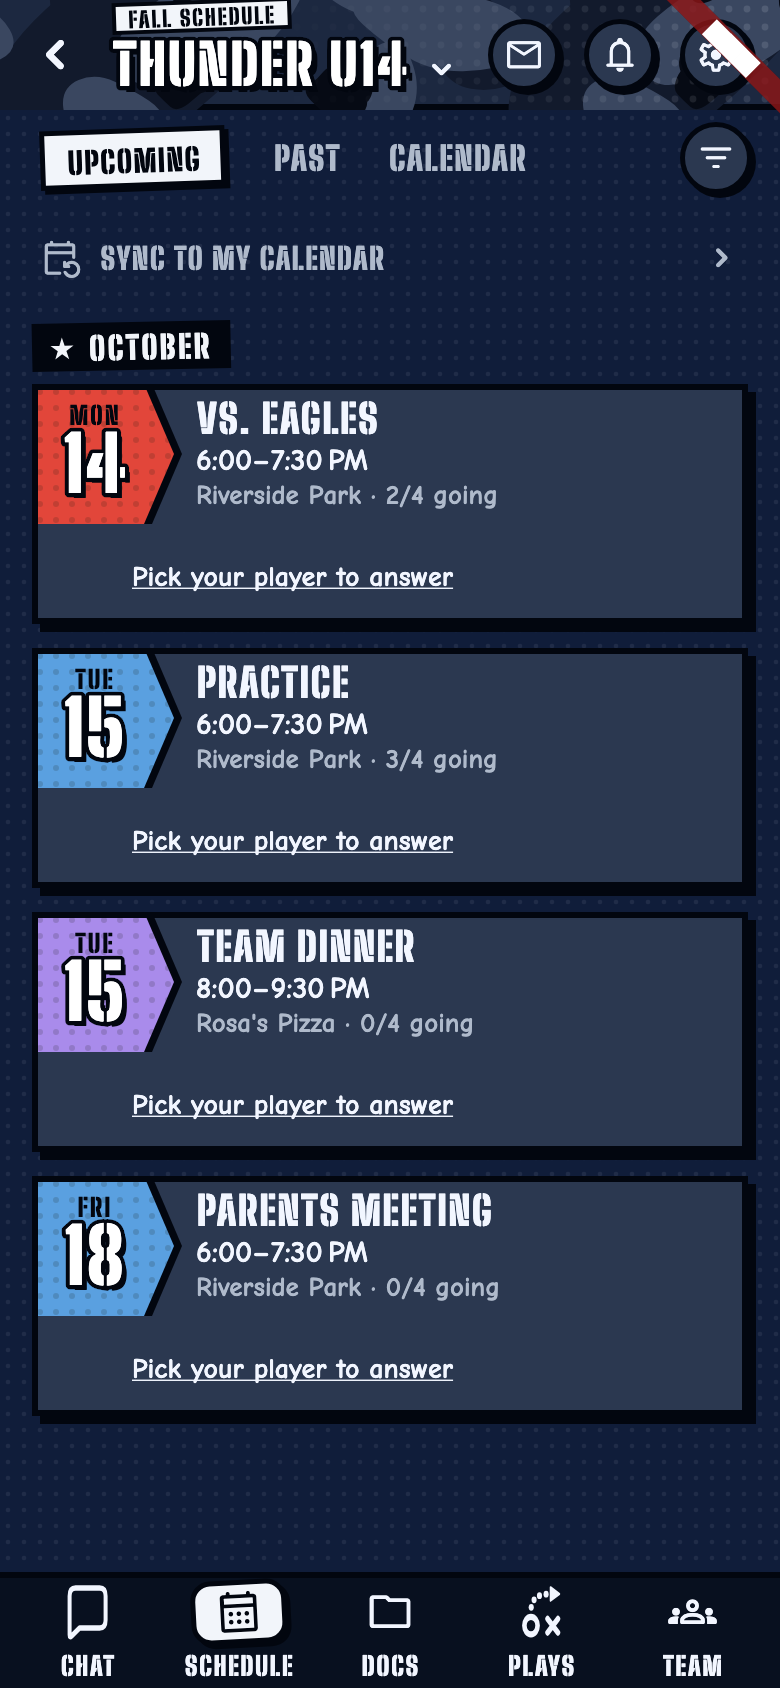 FALL SCHEDULE
THUNDER U14
UPCOMING
PAST
CALENDAR
SYNC TO MY CALENDAR
★ OCTOBER
MON
14
VS. EAGLES
6:00–7:30 PM
Riverside Park · 2/4 going
Pick your player to answer
TUE
15
PRACTICE
6:00–7:30 PM
Riverside Park · 3/4 going
Pick your player to answer
TUE
15
TEAM DINNER
8:00–9:30 PM
Rosa's Pizza · 0/4 going
Pick your player to answer
FRI
18
PARENTS MEETING
6:00–7:30 PM
Riverside Park · 0/4 going
Pick your player to answer
CHAT
SCHEDULE
DOCS
PLAYS
TEAM